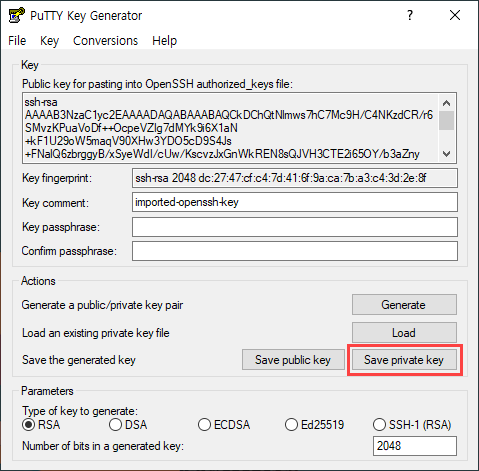 PuTTY Key Generator
? ×
File Key Conversions Help
Key
Public key for pasting into OpenSSH authorized_keys file:
ssh-rsa
AAAAB3NzaC1yc2EAAAADAQABAAABAQCkDChQtNlmws7hC7Mc9H/C4NKzdCR/r6
SMvzKPuaVoDf++OcpeVZIg7dMYk9i6X1aN
+kF1U29oW5maqV90XHw3YDO5cD9S4Js
+FNalQ6zbrggyB/xSyeWdI/cUw/KscvzJxGnWkREN8sQJVH3CTE2i65OY/b3aZny
Key fingerprint:
ssh-rsa 2048 dc:27:47:cf:c4:7d:41:6f:9a:ca:7b:a3:c4:3d:2e:8f
Key comment:
imported-openssh-key
Key passphrase:
Confirm passphrase:
Actions
Generate a public/private key pair
Generate
Load an existing private key file
Load
Save the generated key
Save public key
Save private key
Parameters
Type of key to generate:
RSA DSA ECDSA Ed25519 SSH-1 (RSA)
Number of bits in a generated key:
2048